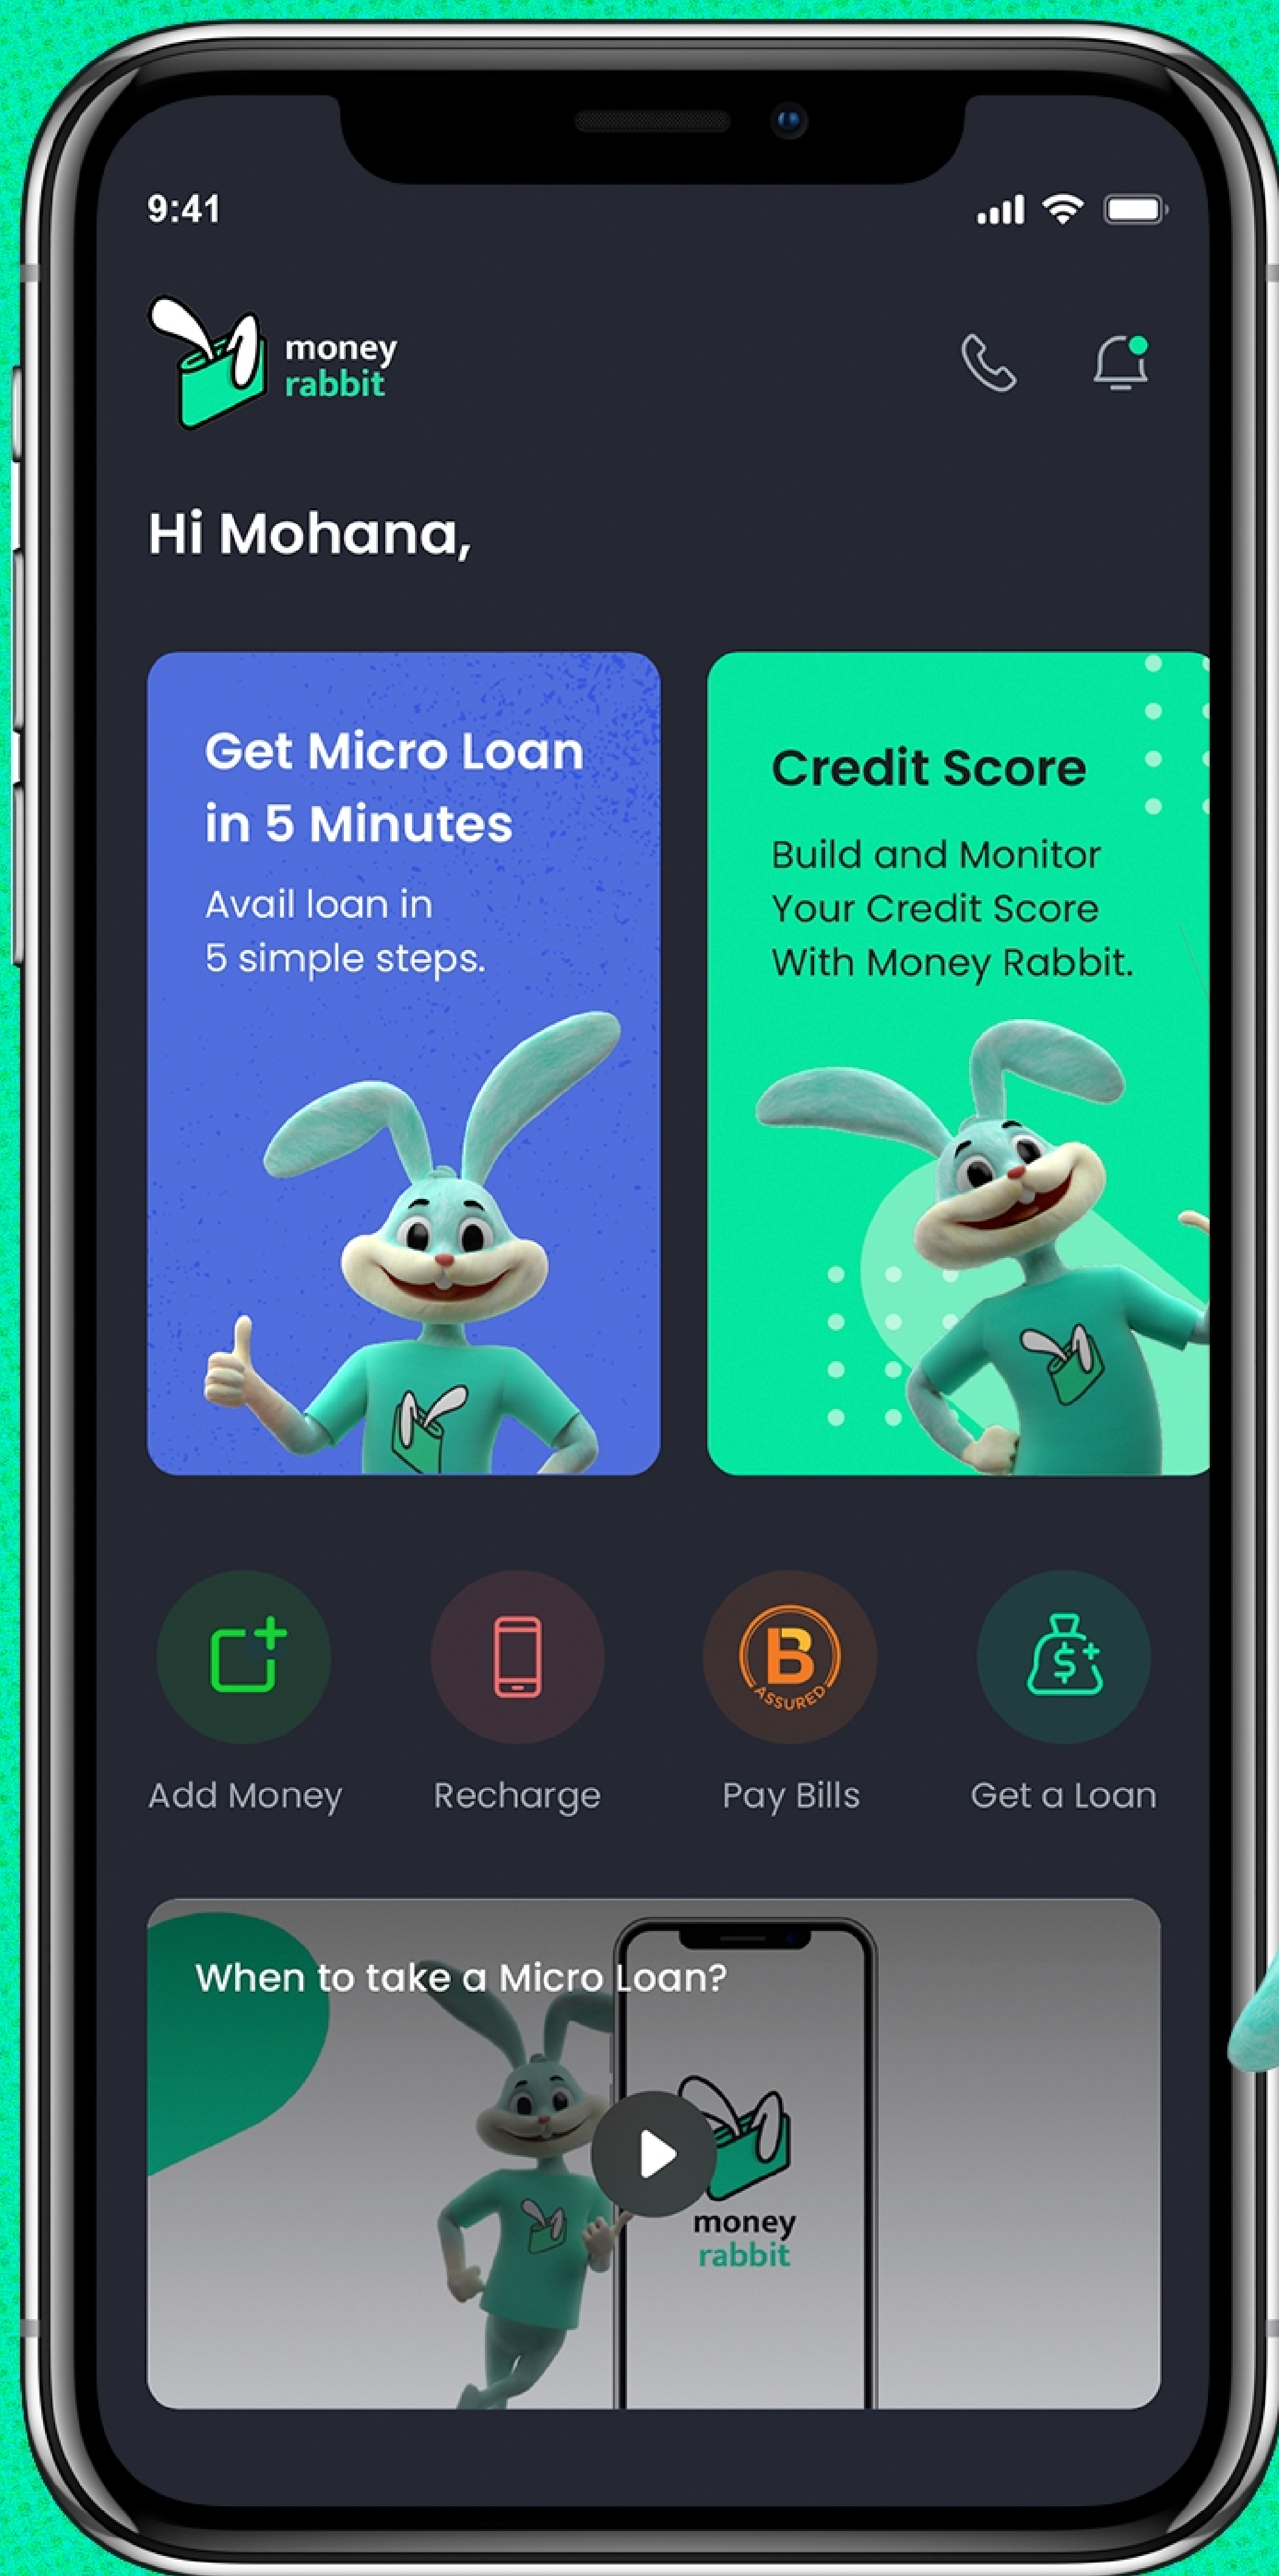 9:41
money
rabbit
Hi Mohana,
Get Micro Loan
in 5 Minutes
Avail loan in
5 simple steps.
Credit Score
Build and Monitor
Your Credit Score
With Money Rabbit.
B
ASSURED
$
Add Money
Recharge
Pay Bills
Get a Loan
When to take a Micro Loan?
money
rabbit